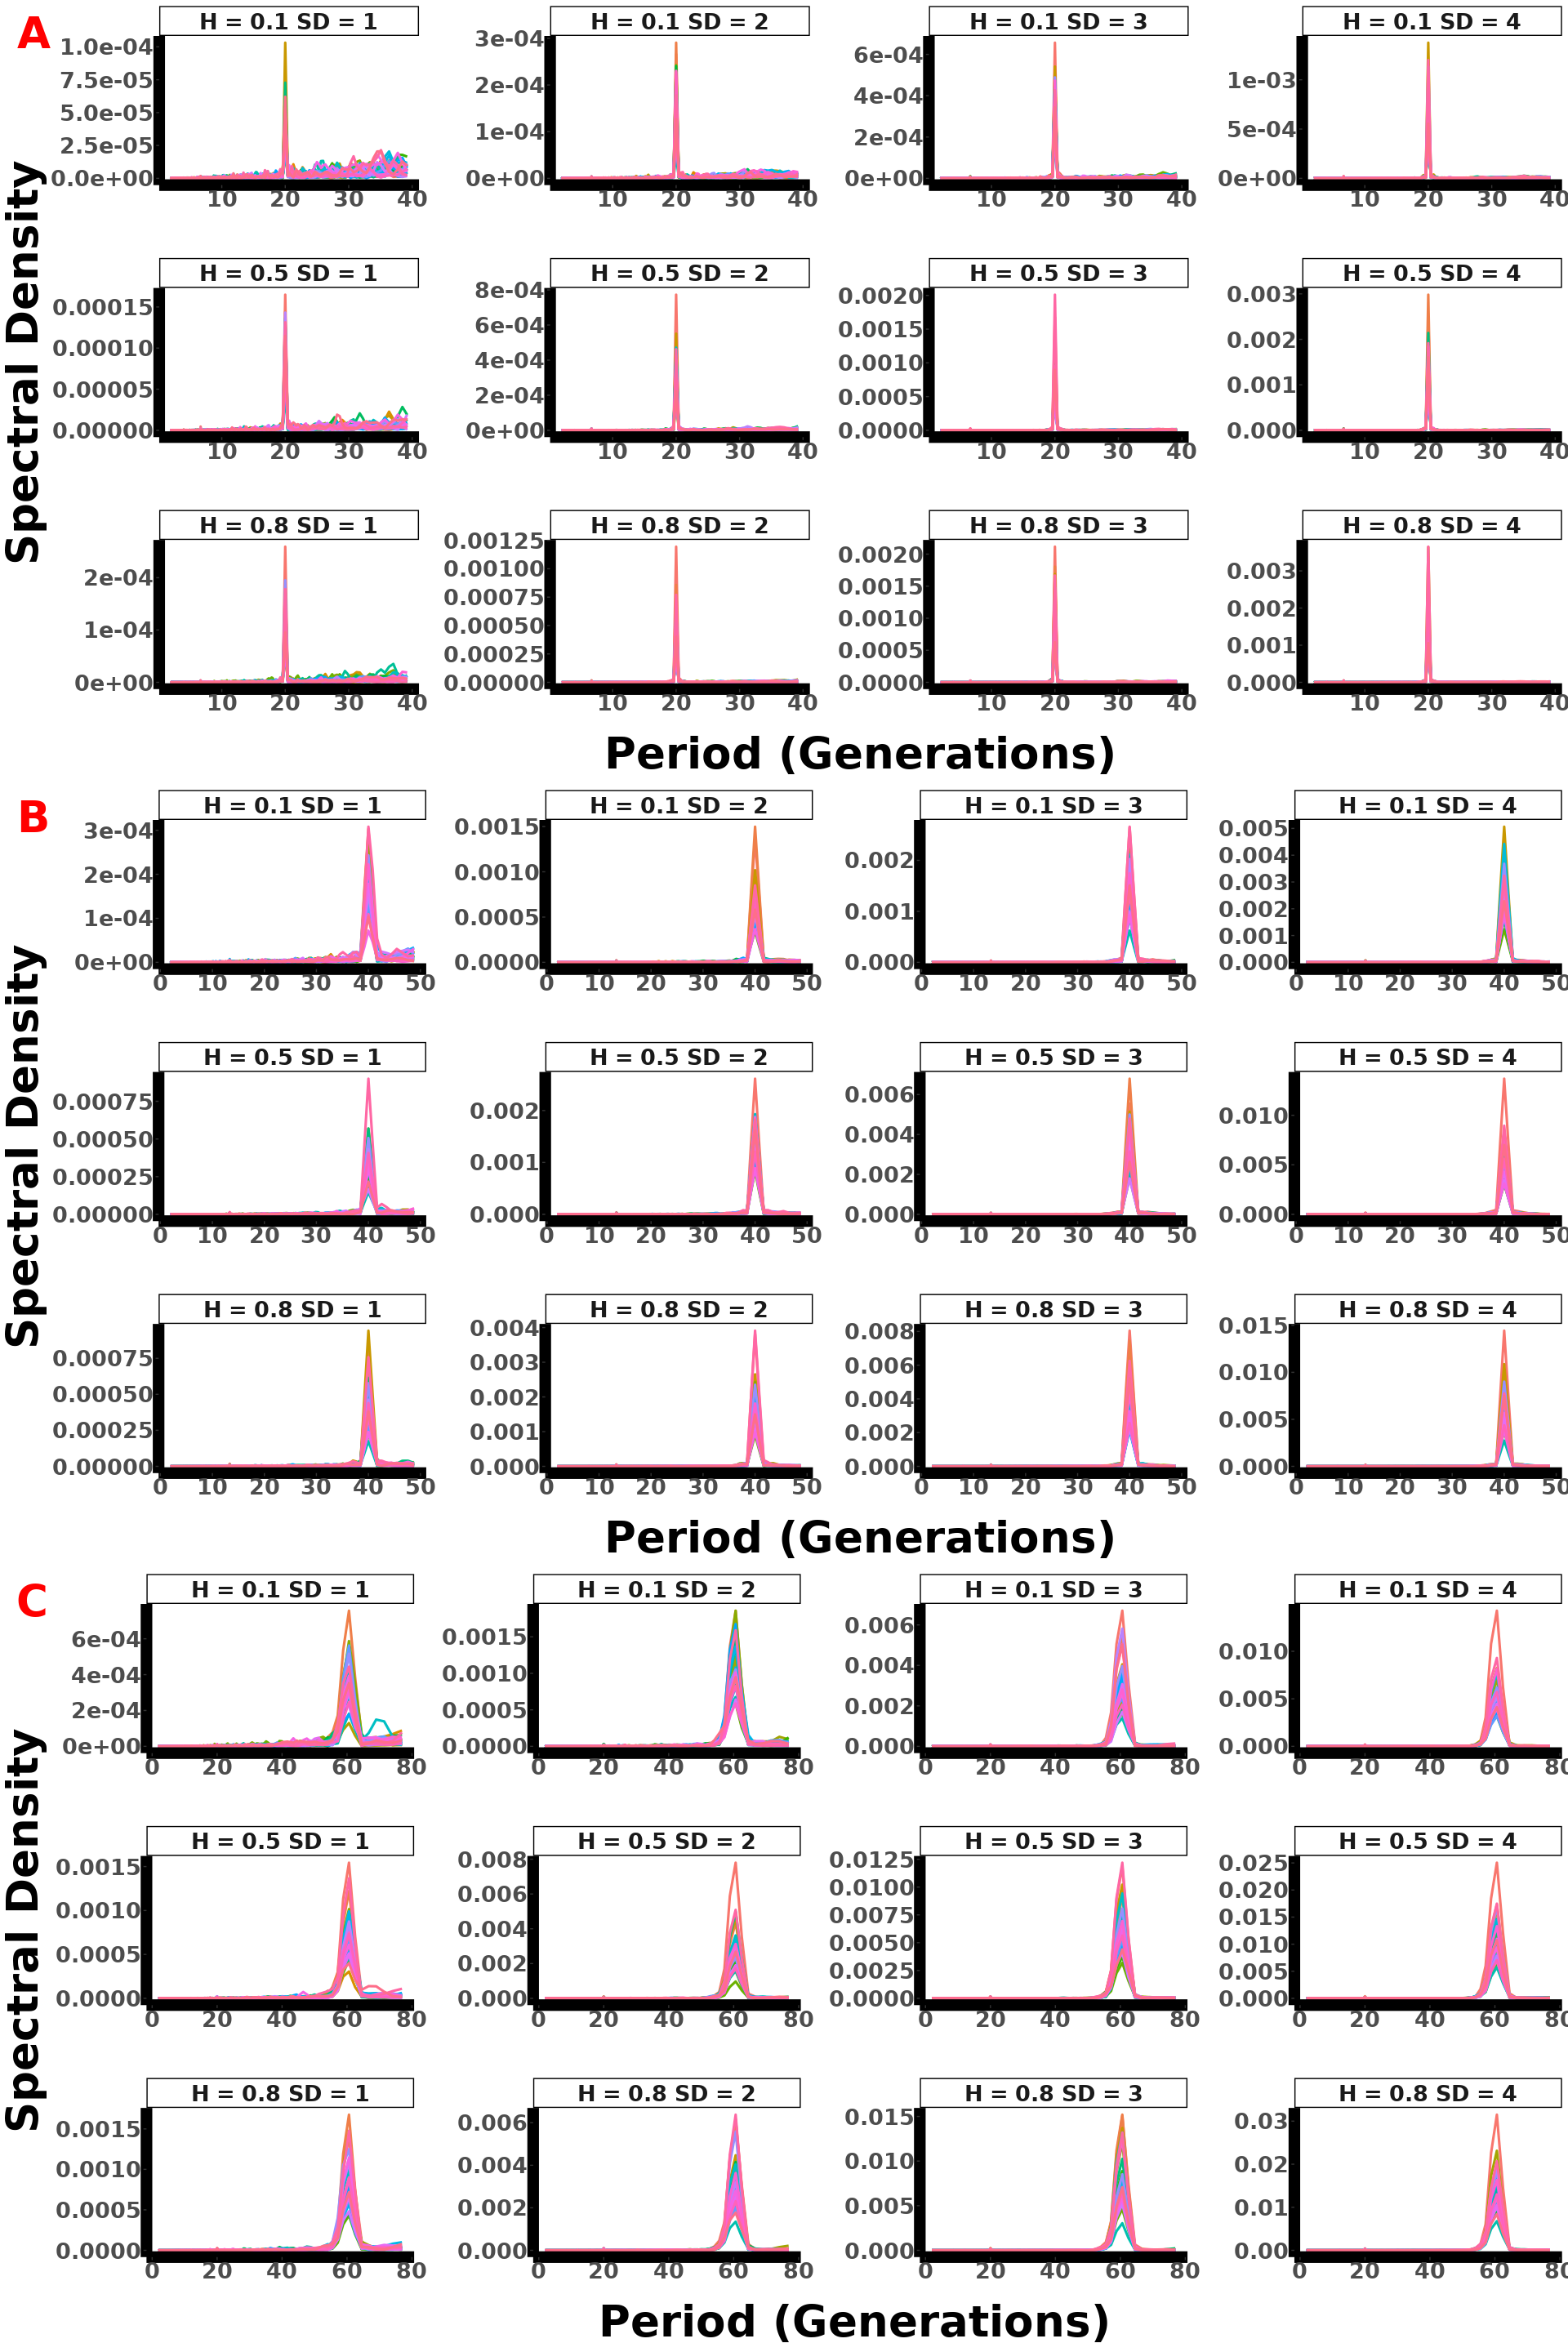 A
H = 0.1 SD = 1
H = 0.1 SD = 2
H = 0.1 SD = 3
H = 0.1 SD = 4
1.0e-04
7.5e-05
5.0e-05
2.5e-05
0.0e+00
3e-04
2e-04
1e-04
0e+00
6e-04
4e-04
2e-04
0e+00
1e-03
5e-04
0e+00
10 20 30 40
10 20 30 40
10 20 30 40
10 20 30 40
Spectral Density
H = 0.5 SD = 1
H = 0.5 SD = 2
H = 0.5 SD = 3
H = 0.5 SD = 4
0.00015
0.00010
0.00005
0.00000
8e-04
6e-04
4e-04
2e-04
0e+00
0.0020
0.0015
0.0010
0.0005
0.0000
0.003
0.002
0.001
0.000
10 20 30 40
10 20 30 40
10 20 30 40
10 20 30 40
H = 0.8 SD = 1
H = 0.8 SD = 2
H = 0.8 SD = 3
H = 0.8 SD = 4
2e-04
1e-04
0e+00
0.00125
0.00100
0.00075
0.00050
0.00025
0.00000
0.0020
0.0015
0.0010
0.0005
0.0000
0.003
0.002
0.001
0.000
10 20 30 40
10 20 30 40
10 20 30 40
10 20 30 40
Period (Generations)
B
H = 0.1 SD = 1
H = 0.1 SD = 2
H = 0.1 SD = 3
H = 0.1 SD = 4
3e-04
2e-04
1e-04
0e+00
0.0015
0.0010
0.0005
0.0000
0.002
0.001
0.000
0.005
0.004
0.003
0.002
0.001
0.000
0 10 20 30 40 50
0 10 20 30 40 50
0 10 20 30 40 50
0 10 20 30 40 50
Spectral Density
H = 0.5 SD = 1
H = 0.5 SD = 2
H = 0.5 SD = 3
H = 0.5 SD = 4
0.00075
0.00050
0.00025
0.00000
0.002
0.001
0.000
0.006
0.004
0.002
0.000
0.010
0.005
0.000
0 10 20 30 40 50
0 10 20 30 40 50
0 10 20 30 40 50
0 10 20 30 40 50
H = 0.8 SD = 1
H = 0.8 SD = 2
H = 0.8 SD = 3
H = 0.8 SD = 4
0.00075
0.00050
0.00025
0.00000
0.004
0.003
0.002
0.001
0.000
0.008
0.006
0.004
0.002
0.000
0.015
0.010
0.005
0.000
0 10 20 30 40 50
0 10 20 30 40 50
0 10 20 30 40 50
0 10 20 30 40 50
Period (Generations)
C
H = 0.1 SD = 1
H = 0.1 SD = 2
H = 0.1 SD = 3
H = 0.1 SD = 4
6e-04
4e-04
2e-04
0e+00
0.0015
0.0010
0.0005
0.0000
0.006
0.004
0.002
0.000
0.010
0.005
0.000
0 20 40 60 80
0 20 40 60 80
0 20 40 60 80
0 20 40 60 80
Spectral Density
H = 0.5 SD = 1
H = 0.5 SD = 2
H = 0.5 SD = 3
H = 0.5 SD = 4
0.0015
0.0010
0.0005
0.0000
0.008
0.006
0.004
0.002
0.000
0.0125
0.0100
0.0075
0.0050
0.0025
0.0000
0.025
0.020
0.015
0.010
0.005
0.000
0 20 40 60 80
0 20 40 60 80
0 20 40 60 80
0 20 40 60 80
H = 0.8 SD = 1
H = 0.8 SD = 2
H = 0.8 SD = 3
H = 0.8 SD = 4
0.0015
0.0010
0.0005
0.0000
0.006
0.004
0.002
0.000
0.015
0.010
0.005
0.000
0.03
0.02
0.01
0.00
0 20 40 60 80
0 20 40 60 80
0 20 40 60 80
0 20 40 60 80
Period (Generations)